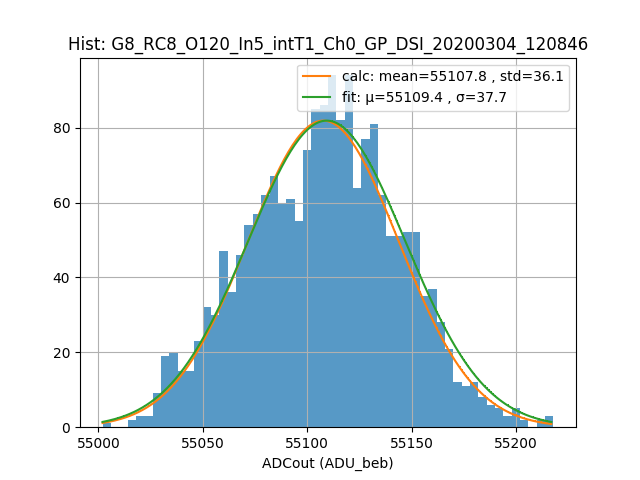 Hist: G8_RC8_O120_In5_intT1_Ch0_GP_DSI_20200304_120846
calc: mean=55107.8 , std=36.1
fit: μ=55109.4 , σ=37.7
80
60
40
20
0
55000 55050 55100 55150 55200
ADCout (ADU_beb)